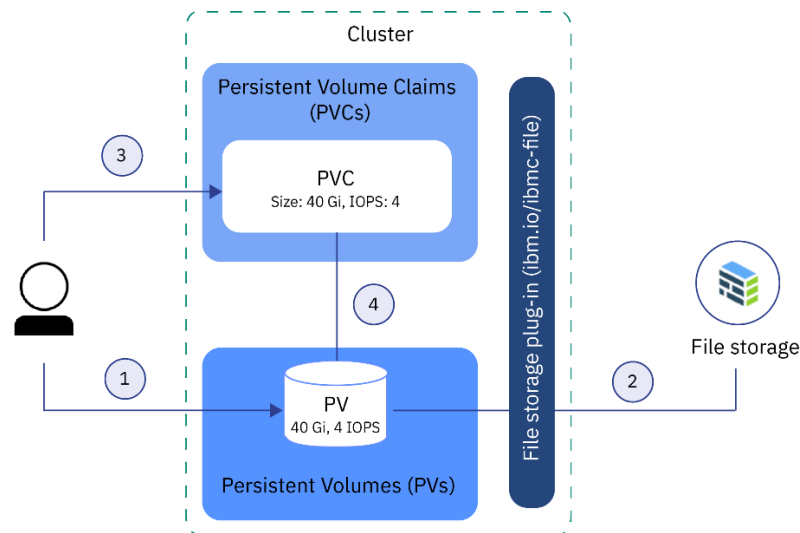 Cluster
Persistent Volume Claims
(PVCs)
3
PVC
Size: 40 Gi, IOPS: 4
File storage plug-in (ibm.io/ibmc-file)
4
File storage
1
2
PV
40 Gi, 4 IOPS
Persistent Volumes (PVs)